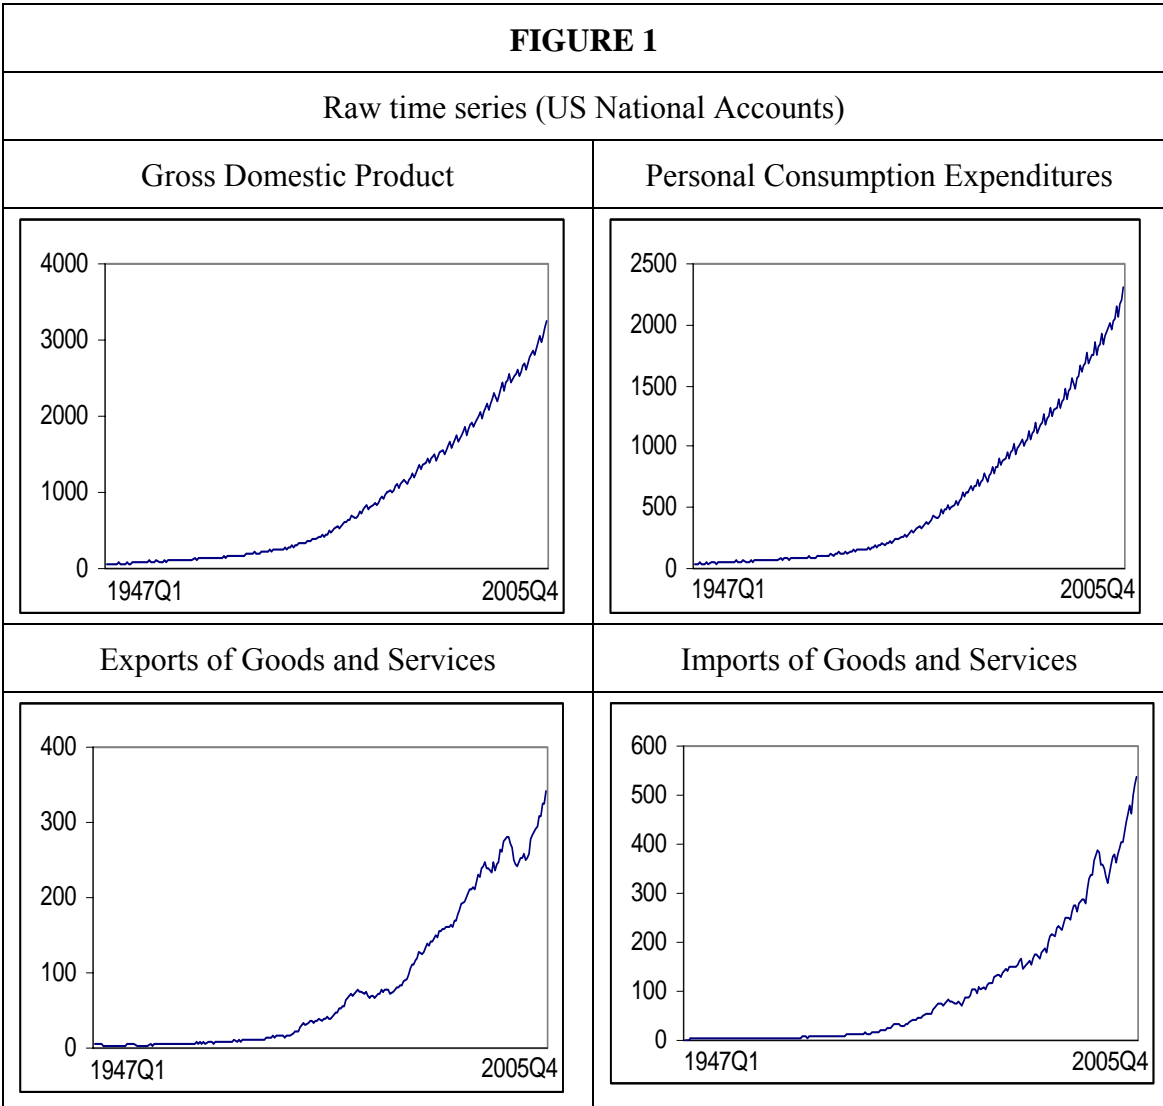 FIGURE 1
Raw time series (US National Accounts)
Gross Domestic Product
Personal Consumption Expenditures
4000
3000
2000
1000
0
1947Q1
2005Q4
2500
2000
1500
1000
500
0
1947Q1
2005Q4
Exports of Goods and Services
Imports of Goods and Services
400
300
200
100
0
1947Q1
2005Q4
600
500
400
300
200
100
0
1947Q1
2005Q4